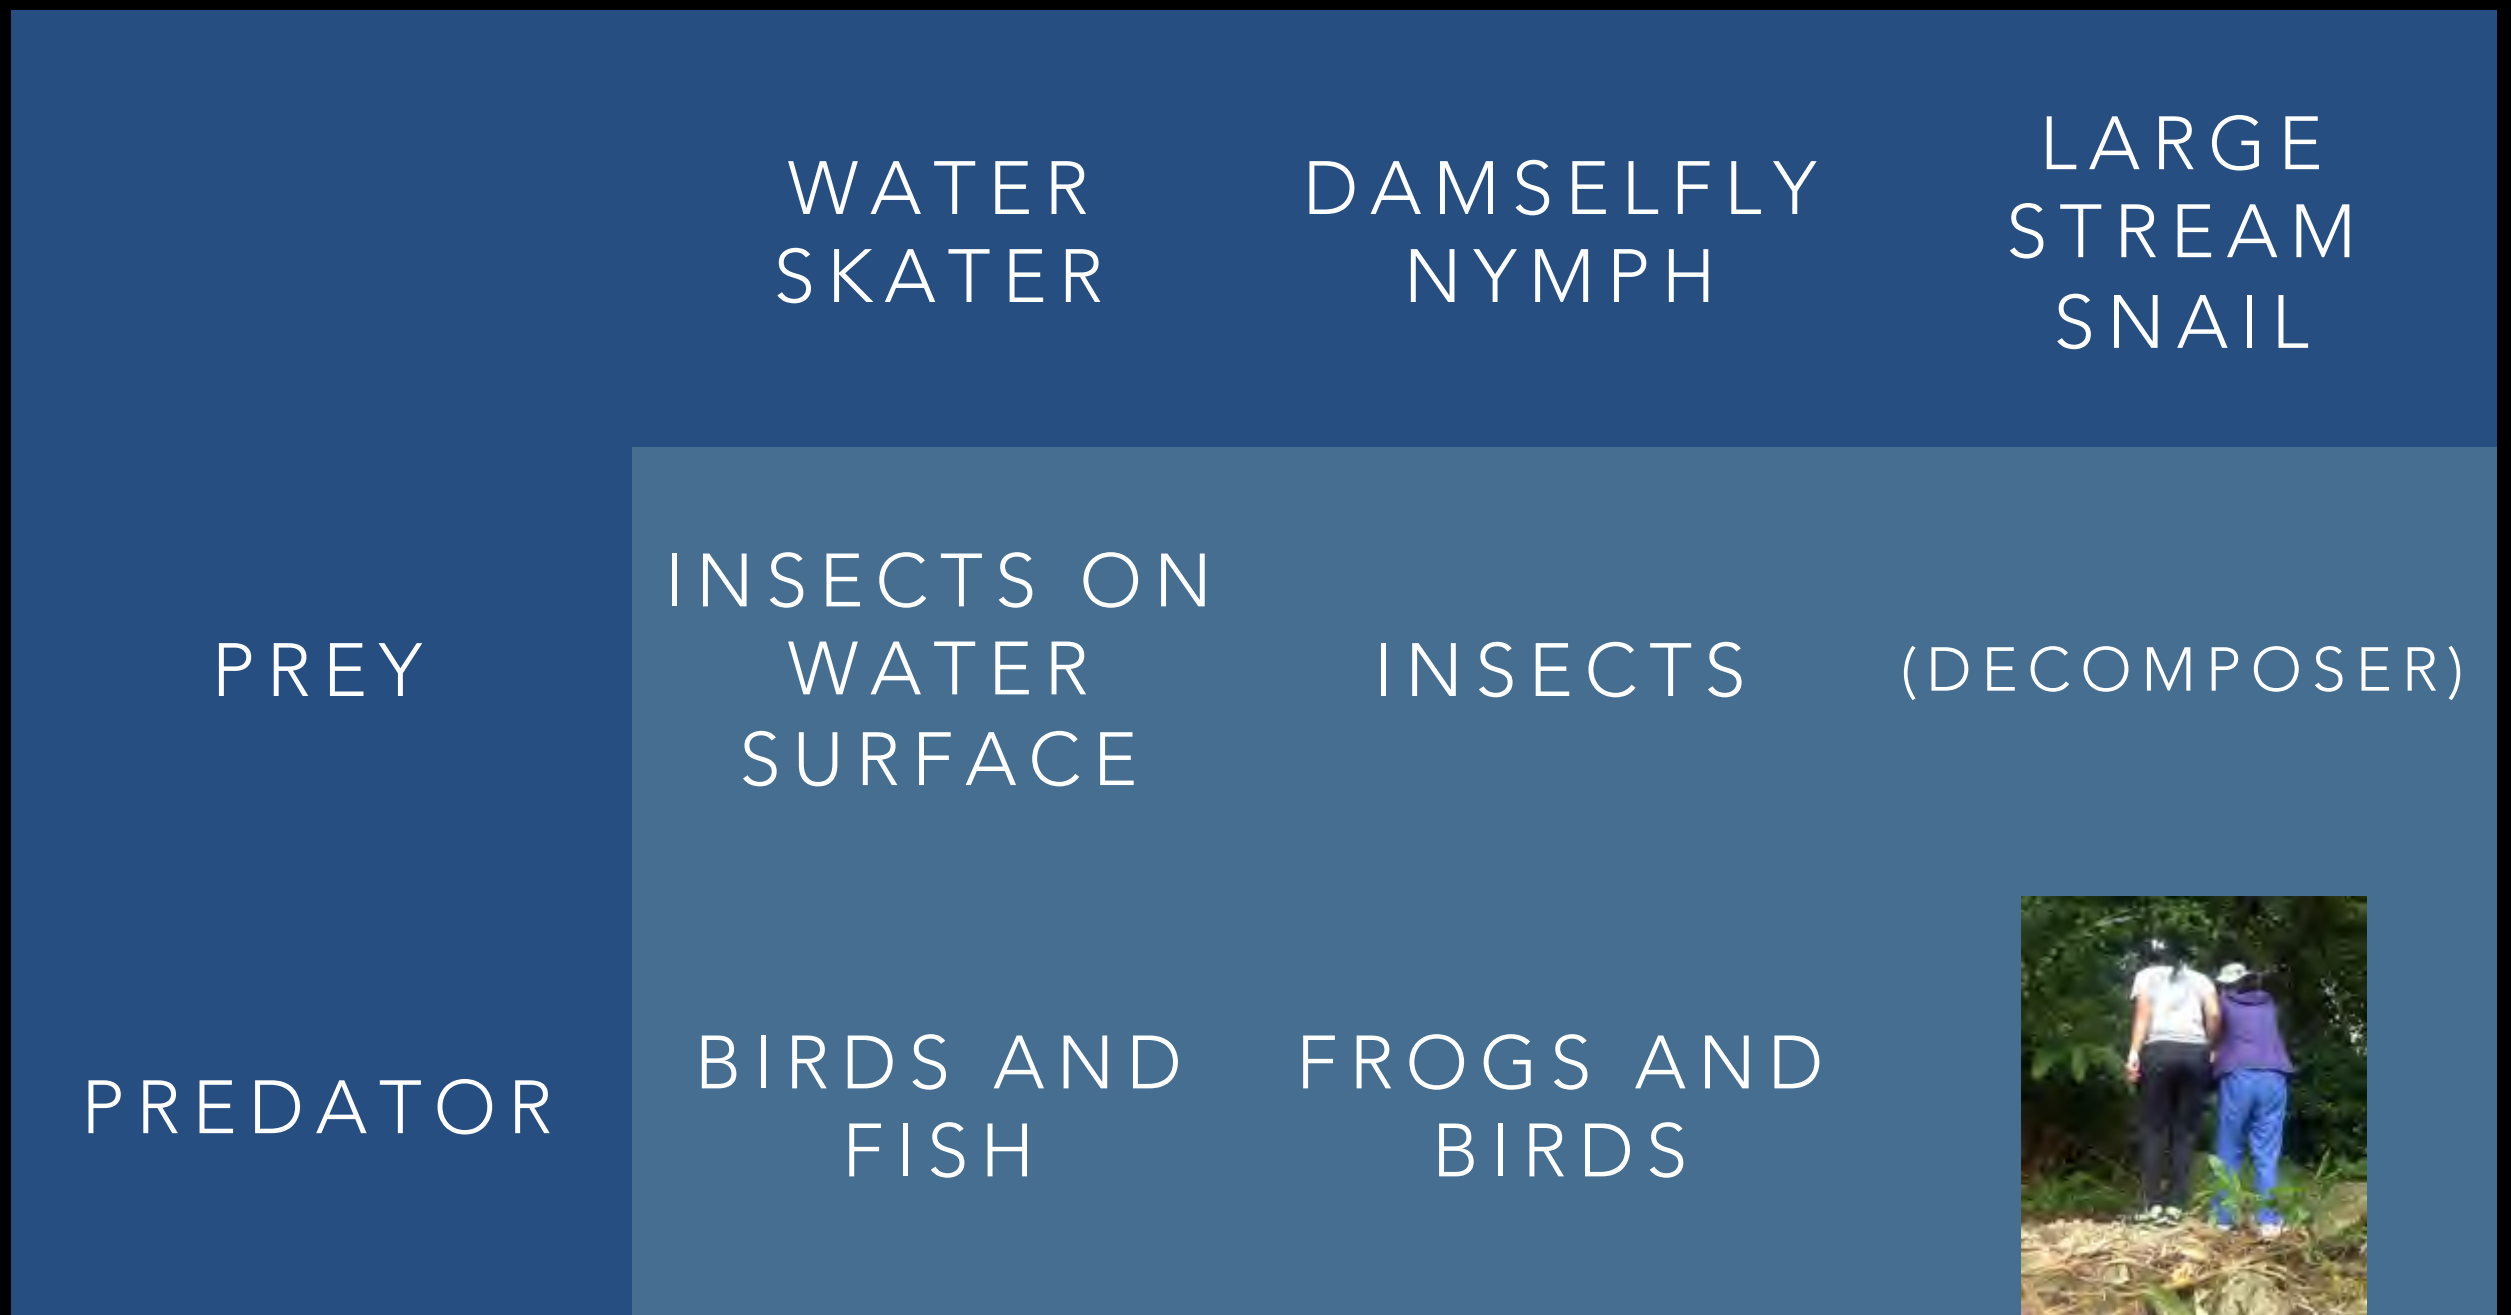 WATER
SKATER
DAMSELFLY
NYMPH
LARGE
STREAM
SNAIL
PREY
INSECTS ON
WATER
SURFACE
INSECTS
(DECOMPOSER)
PREDATOR
BIRDS AND
FISH
FROGS AND
BIRDS